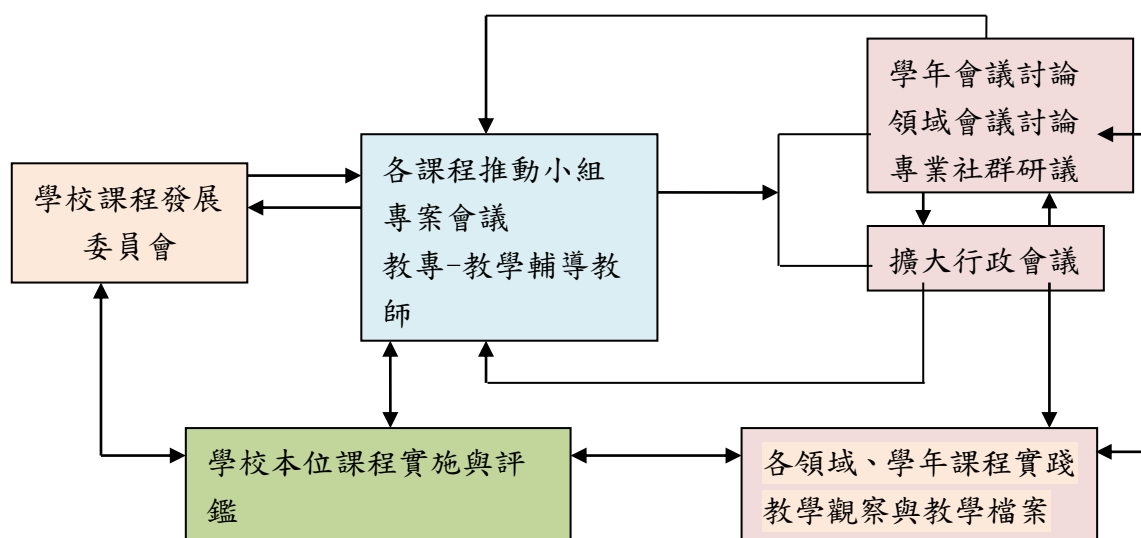 學校課程發展
委員會
各課程推動小組
專案會議
教專-教學輔導教
師
學年會議討論
領域會議討論
專業社群研議
擴大行政會議
學校本位課程實施與評
鑑
各領域、學年課程實踐
教學觀察與教學檔案